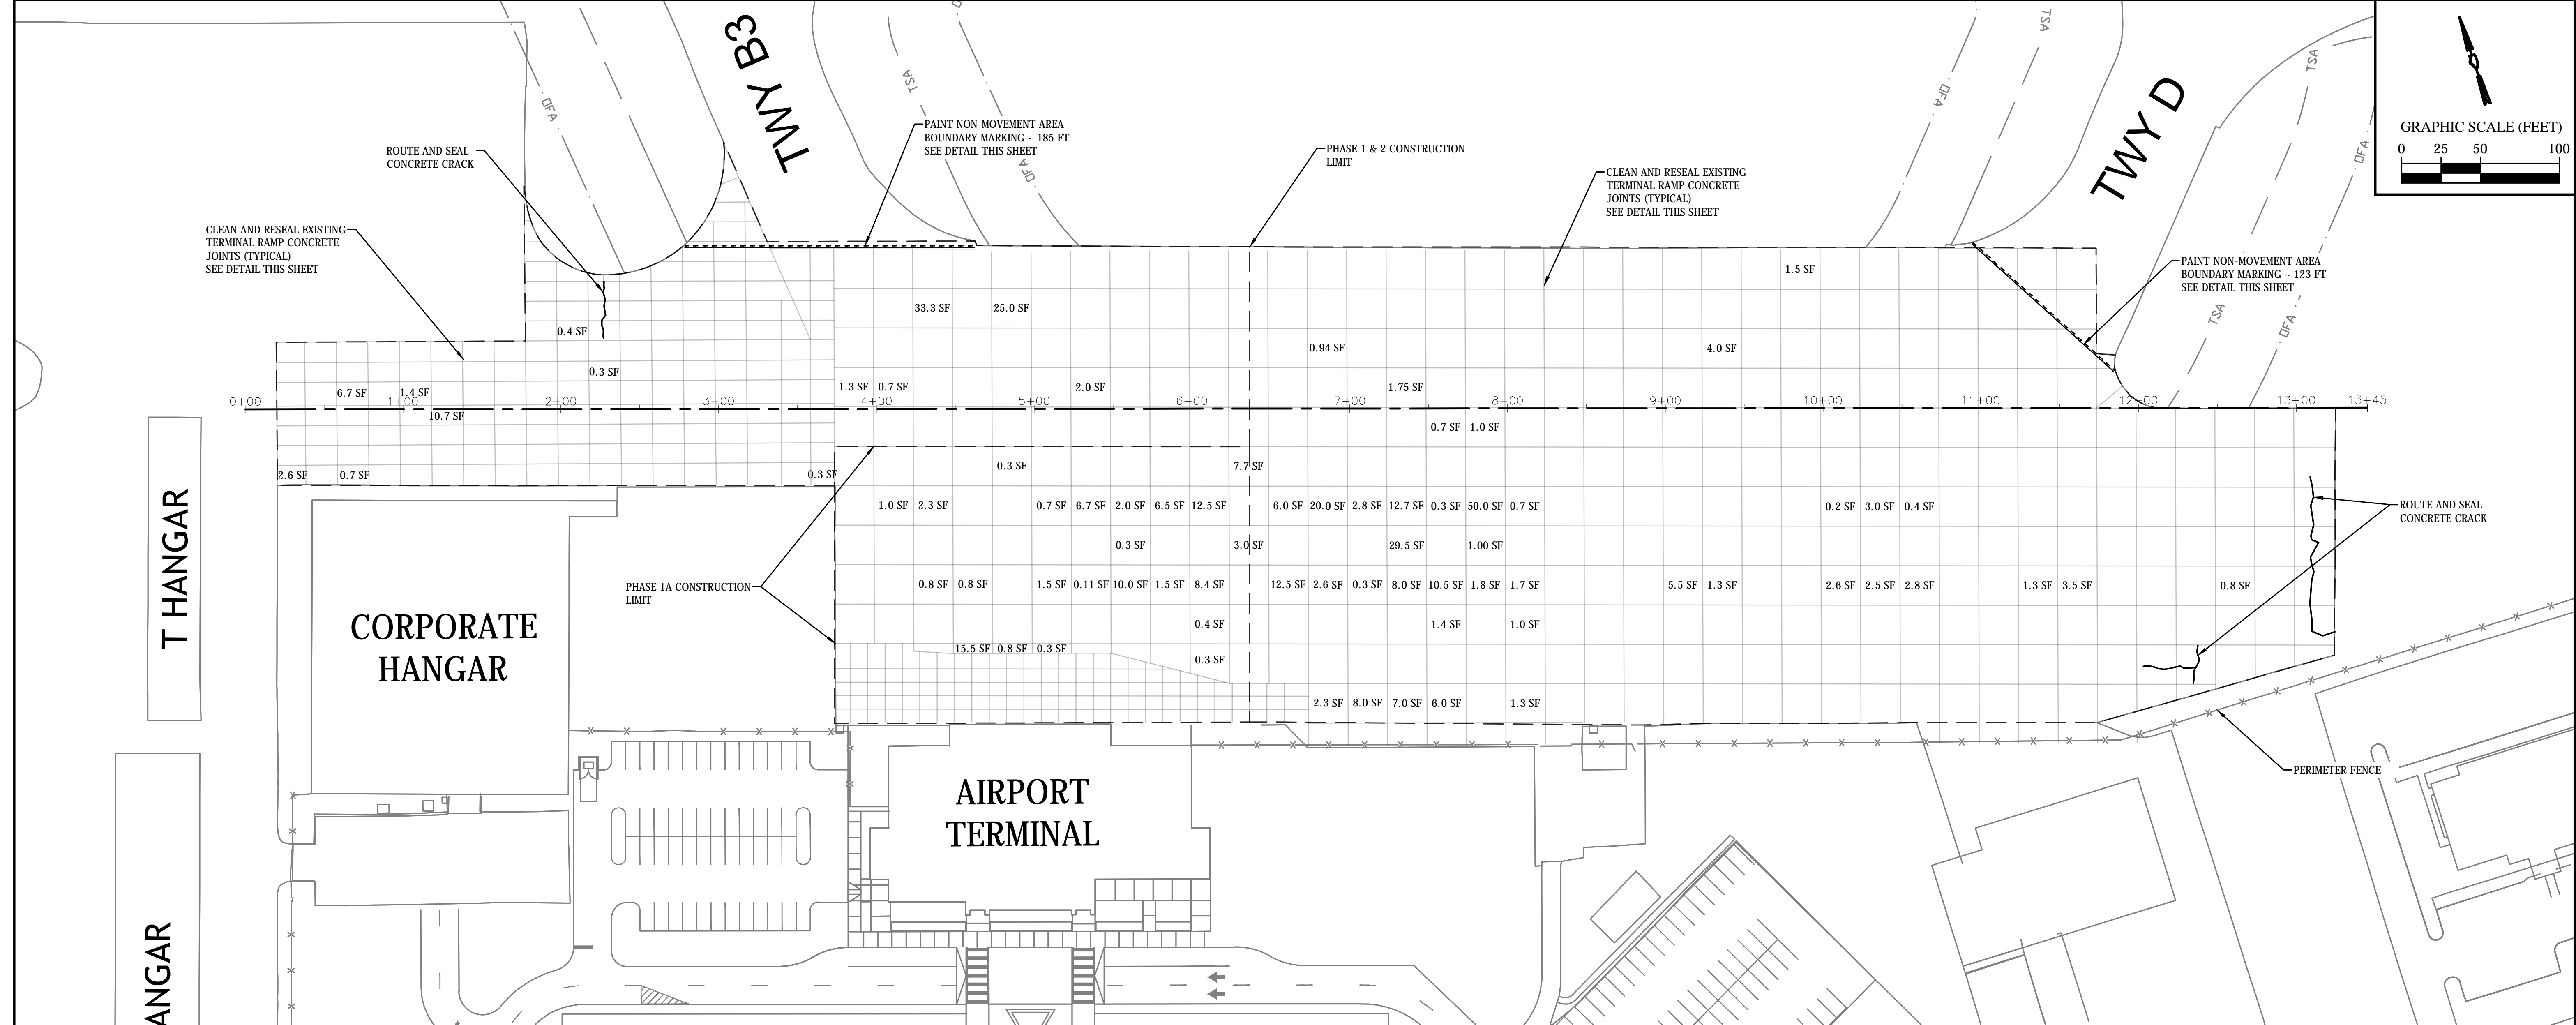 TWY B3
TWY D
OFA
TSA
OFA
OFA
TSA
OFA
TSA
TSA
OFA
TSA
OFA
GRAPHIC SCALE (FEET)
0 25 50 100
ROUTE AND SEAL
CONCRETE CRACK
PAINT NON-MOVEMENT AREA
BOUNDARY MARKING ~ 185 FT
SEE DETAIL THIS SHEET
PHASE 1 & 2 CONSTRUCTION
LIMIT
CLEAN AND RESEAL EXISTING
TERMINAL RAMP CONCRETE
JOINTS (TYPICAL)
SEE DETAIL THIS SHEET
CLEAN AND RESEAL EXISTING
TERMINAL RAMP CONCRETE
JOINTS (TYPICAL)
SEE DETAIL THIS SHEET
PAINT NON-MOVEMENT AREA
BOUNDARY MARKING ~ 123 FT
SEE DETAIL THIS SHEET
1.5 SF
33.3 SF 25.0 SF
0.4 SF
0.94 SF 4.0 SF
0.3 SF
6.7 SF 1.4 SF 1.3 SF 0.7 SF 2.0 SF 1.75 SF
0+00 1+00 2+00 3+00 4+00 5+00 6+00 7+00 8+00 9+00 10+00 11+00 12+00 13+00 13+45
10.7 SF
0.7 SF 1.0 SF
2.6 SF 0.7 SF 0.3 SF 0.3 SF 7.7 SF
1.0 SF 2.3 SF 0.7 SF 6.7 SF 2.0 SF 6.5 SF 12.5 SF 6.0 SF 20.0 SF 2.8 SF 12.7 SF 0.3 SF 50.0 SF 0.7 SF 0.2 SF 3.0 SF 0.4 SF
ROUTE AND SEAL
CONCRETE CRACK
0.3 SF 3.0 SF 29.5 SF 1.00 SF
0.8 SF 0.8 SF 1.5 SF 0.11 SF 10.0 SF 1.5 SF 8.4 SF 12.5 SF 2.6 SF 0.3 SF 8.0 SF 10.5 SF 1.8 SF 1.7 SF 5.5 SF 1.3 SF 2.6 SF 2.5 SF 2.8 SF 1.3 SF 3.5 SF 0.8 SF
PHASE 1A CONSTRUCTION
LIMIT
0.4 SF 1.4 SF 1.0 SF
15.5 SF 0.8 SF 0.3 SF
0.3 SF
2.3 SF 8.0 SF 7.0 SF 6.0 SF 1.3 SF
T HANGAR
CORPORATE
HANGAR
PERIMETER FENCE
AIRPORT
TERMINAL
ANGAR